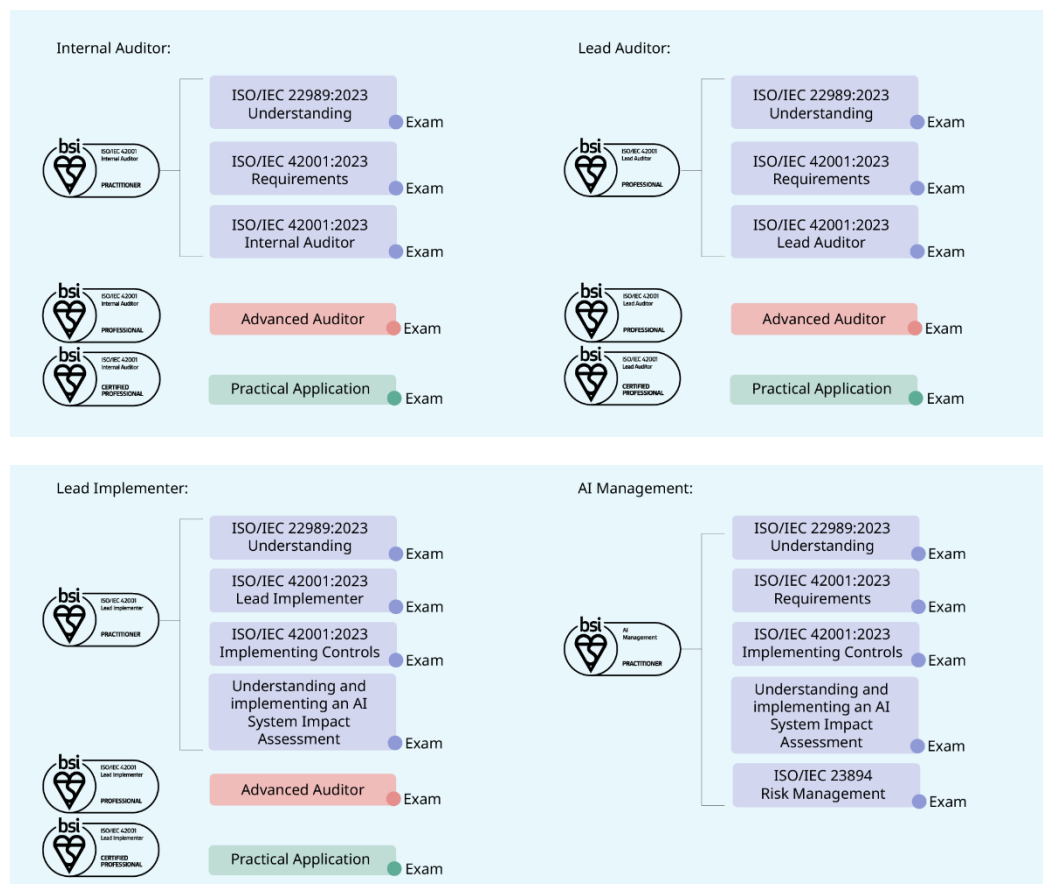 Internal Auditor:
ISO/IEC 22989:2023
Understanding
Exam
bsi
ISO/IEC 42001
Internal Auditor
PRACTITIONER
ISO/IEC 42001:2023
Requirements
Exam
ISO/IEC 42001:2023
Internal Auditor
Exam
bsi
ISO/IEC 42001
Internal Auditor
PROFESSIONAL
Advanced Auditor
Exam
bsi
ISO/IEC 42001
Internal Auditor
CERTIFIED
PROFESSIONAL
Practical Application
Exam
Lead Auditor:
ISO/IEC 22989:2023
Understanding
Exam
bsi
ISO/IEC 42001
Lead Auditor
PROFESSIONAL
ISO/IEC 42001:2023
Requirements
Exam
ISO/IEC 42001:2023
Lead Auditor
Exam
bsi
ISO/IEC 42001
Lead Auditor
PROFESSIONAL
Advanced Auditor
Exam
bsi
ISO/IEC 42001
Lead Auditor
CERTIFIED
PROFESSIONAL
Practical Application
Exam
Lead Implementer:
ISO/IEC 22989:2023
Understanding
Exam
ISO/IEC 42001:2023
Lead Implementer
Exam
bsi
ISO/IEC 42001
Lead Implementer
PRACTITIONER
ISO/IEC 42001:2023
Implementing Controls
Exam
Understanding and
implementing an AI
System Impact
Assessment
Exam
bsi
ISO/IEC 42001
Lead Implementer
PROFESSIONAL
Advanced Auditor
Exam
bsi
ISO/IEC 42001
Lead Implementer
CERTIFIED
PROFESSIONAL
Practical Application
Exam
AI Management:
ISO/IEC 22989:2023
Understanding
Exam
ISO/IEC 42001:2023
Requirements
Exam
bsi
AI
Management
PRACTITIONER
ISO/IEC 42001:2023
Implementing Controls
Exam
Understanding and
implementing an AI
System Impact
Assessment
Exam
ISO/IEC 23894
Risk Management
Exam